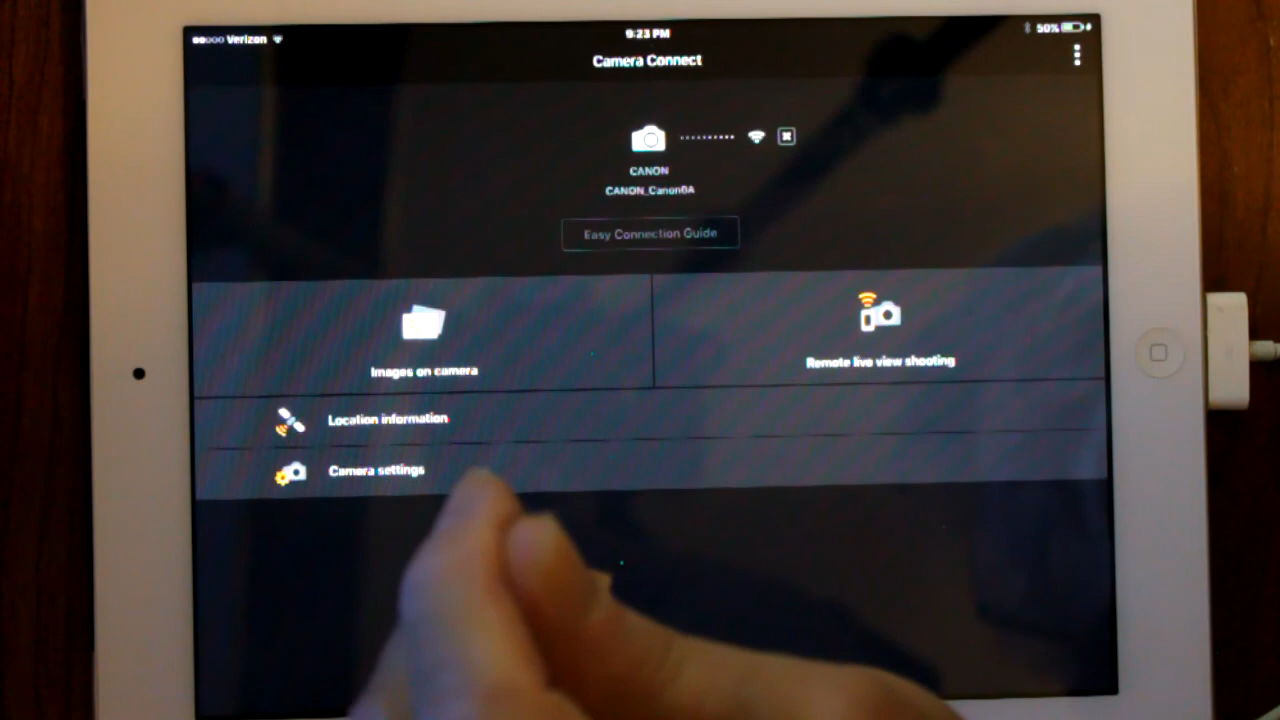 Verizon 9:23 PM 50%
Camera Connect
CANON
CANON_Canon0A
Easy Connection Guide
Images on camera
Remote live view shooting
Location information
Camera settings